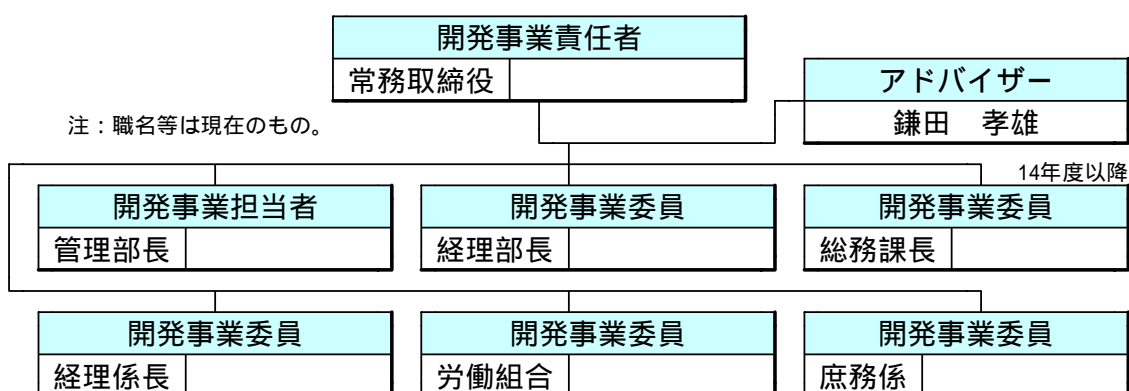 開発事業責任者
常務取締役
アドバイザー
鎌田 孝雄
注：職名等は現在のもの。
14年度以降
開発事業担当者
管理部長
開発事業委員
経理部長
開発事業委員
総務課長
開発事業委員
経理係長
開発事業委員
労働組合
開発事業委員
庶務係